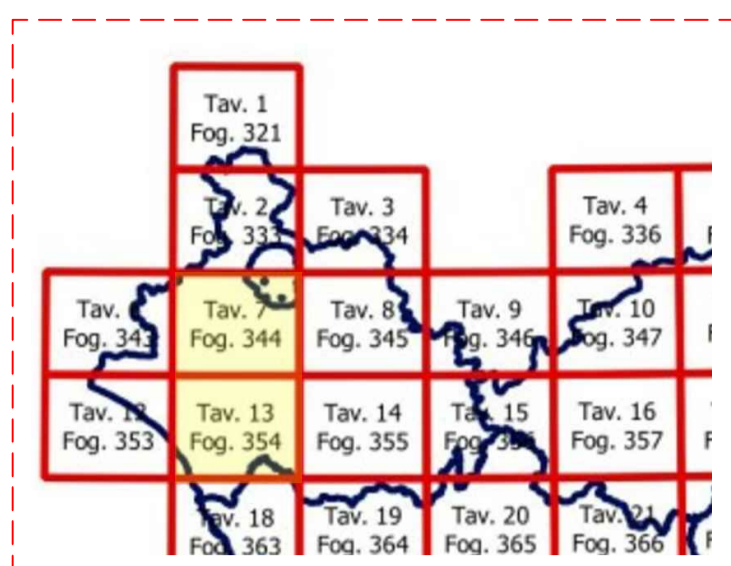 Tav. 1
Fog. 321
Tav. 2
Fog. 333
Tav. 3
Fog. 334
Tav. 4
Fog. 336
Tav.
Fog. 343
Tav. 7
Fog. 344
Tav. 8
Fog. 345
Tav. 9
Fog. 346
Tav. 10
Fog. 347
Tav. 12
Fog. 353
Tav. 13
Fog. 354
Tav. 14
Fog. 355
Tav. 15
Fog.
Tav. 16
Fog. 357
Tav. 18
Fog. 363
Tav. 19
Fog. 364
Tav. 20
Fog. 365
Tav. 21
Fog. 366